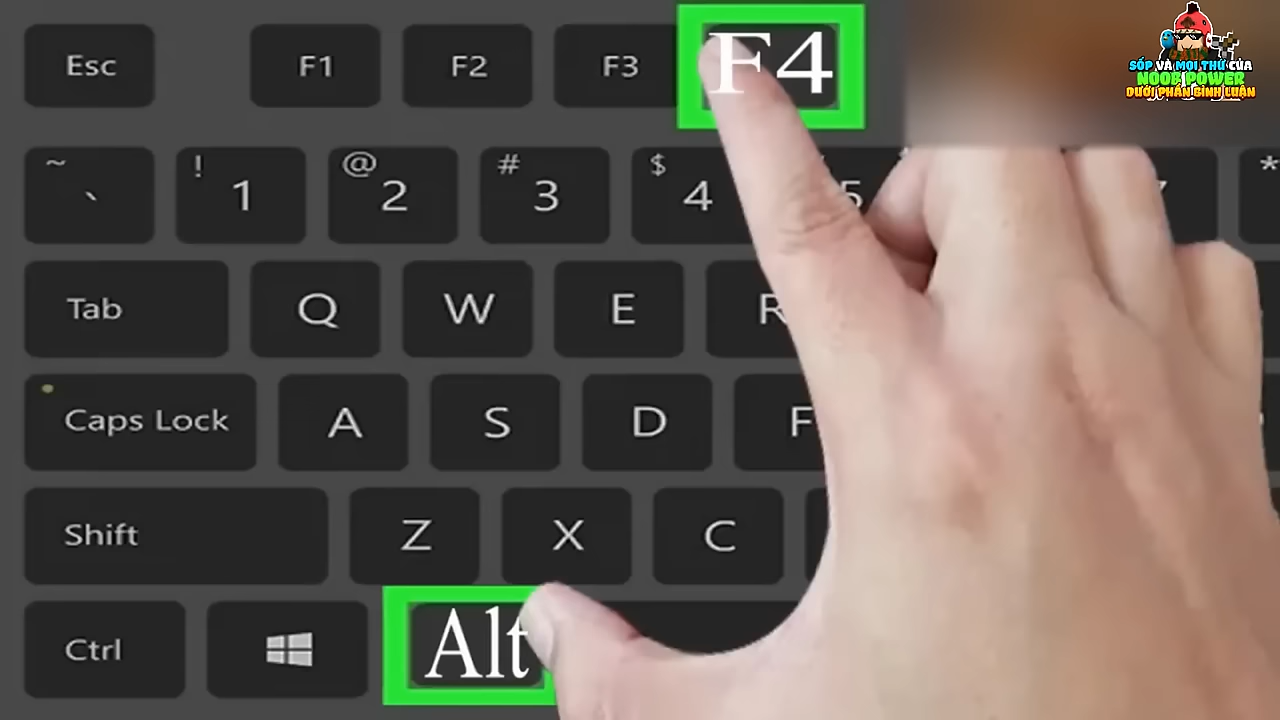 Esc F1 F2 F3 F4
SỐP VÀ MỌI THỨ CỦA
NOOB POWER
DƯỚI PHẦN BÌNH LUẬN
~ ! @ # $ *
` 1 2 3 4 5
Tab Q W E R
Caps Lock A S D F
Shift Z X C
Ctrl Alt